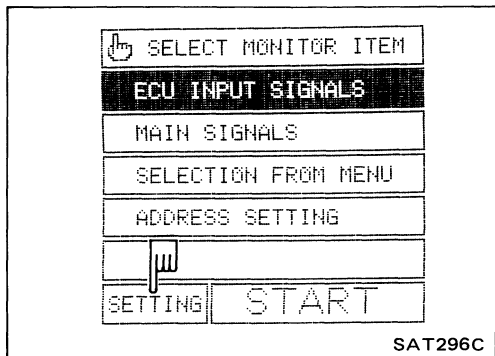 SELECT MONITOR ITEM
ECU INPUT SIGNALS
MAIN SIGNALS
SELECTION FROM MENU
ADDRESS SETTING
SETTING START
SAT296C